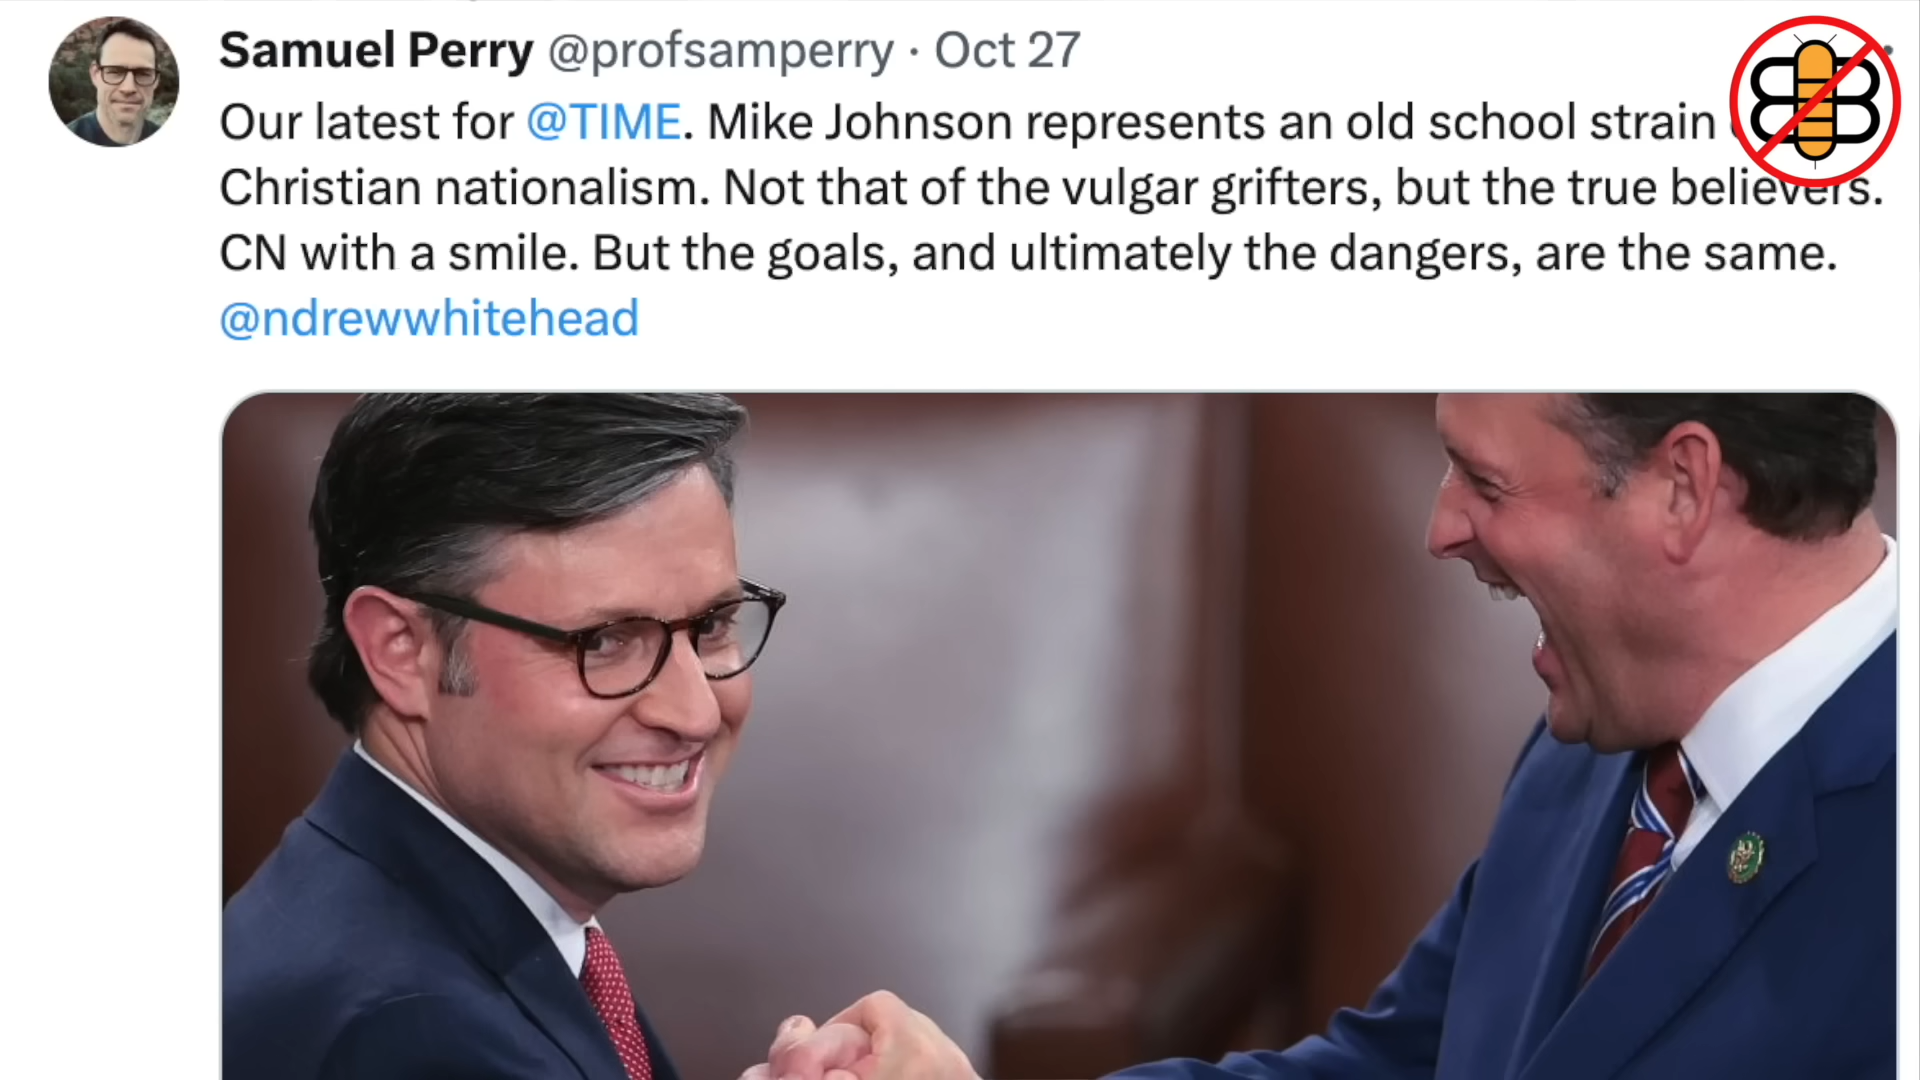 Samuel Perry @profsamperry · Oct 27
Our latest for @TIME. Mike Johnson represents an old school strain
Christian nationalism. Not that of the vulgar grifters, but the true believers.
CN with a smile. But the goals, and ultimately the dangers, are the same.
@ndrewwhitehead